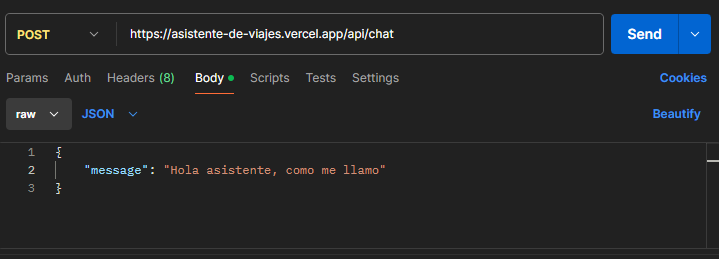 POST https://asistente-de-viajes.vercel.app/api/chat Send
Params Auth Headers (8) Body Scripts Tests Settings Cookies
raw JSON Beautify
1 {
2 "message": "Hola asistente, como me llamo"
3 }